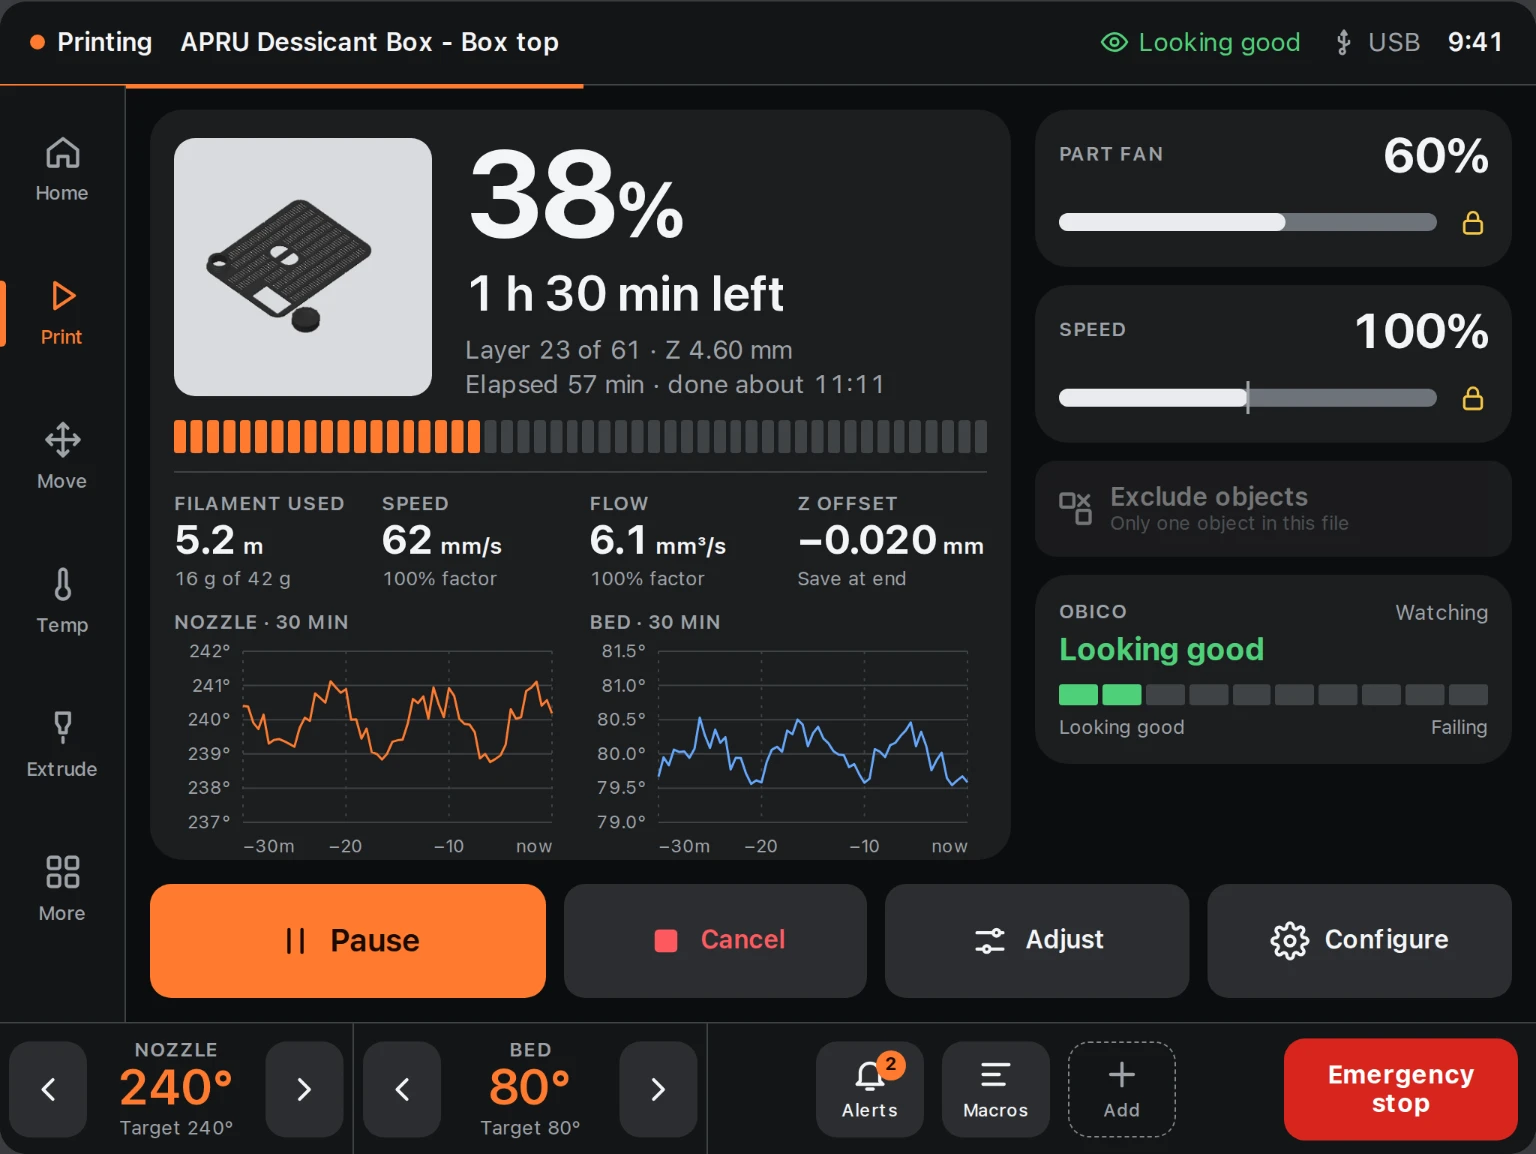 Printing APRU Dessicant Box - Box top
Looking good USB 9:41
Home
Print
Move
Temp
Extrude
More
38%
1 h 30 min left
Layer 23 of 61 · Z 4.60 mm
Elapsed 57 min · done about 11:11
FILAMENT USED
5.2 m
16 g of 42 g
SPEED
62 mm/s
100% factor
FLOW
6.1 mm³/s
100% factor
Z OFFSET
−0.020 mm
Save at end
NOZZLE · 30 MIN
242°
241°
240°
239°
238°
237°
−30m −20 −10 now
BED · 30 MIN
81.5°
81.0°
80.5°
80.0°
79.5°
79.0°
−30m −20 −10 now
PART FAN 60%
SPEED 100%
Exclude objects
Only one object in this file
OBICO Watching
Looking good
Looking good Failing
Pause
Cancel
Adjust
Configure
NOZZLE
240°
Target 240°
BED
80°
Target 80°
2
Alerts
Macros
Add
Emergency
stop